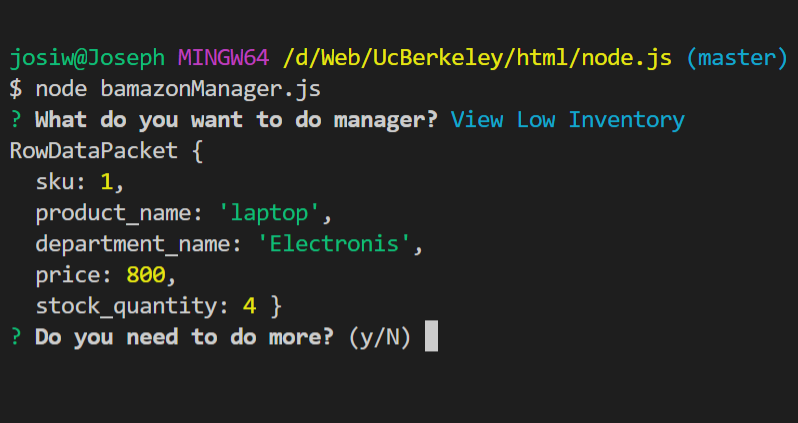 josiw@Joseph MINGW64 /d/Web/UcBerkeley/html/node.js (master)
$ node bamazonManager.js
? What do you want to do manager? View Low Inventory
RowDataPacket {
  sku: 1,
  product_name: 'laptop',
  department_name: 'Electronis',
  price: 800,
  stock_quantity: 4 }
? Do you need to do more? (y/N)